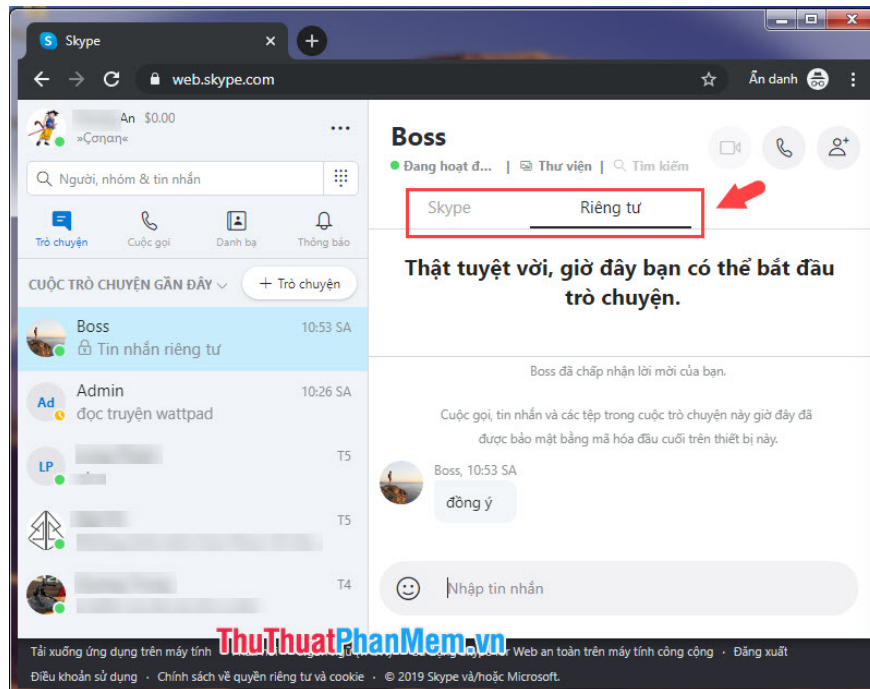 Skype
web.skype.com
Ẩn danh
An $0.00
»Çơŋąŋ«
Người, nhóm & tin nhắn
Trò chuyện
Cuộc gọi
Danh bạ
Thông báo
CUỘC TRÒ CHUYỆN GẦN ĐÂY
+ Trò chuyện
Boss
10:53 SA
Tin nhắn riêng tư
Ad
Admin
10:26 SA
đọc truyện wattpad
LP
T5
T5
T4
Boss
Đang hoạt đ... | Thư viện | Tìm kiếm
Skype
Riêng tư
Thật tuyệt vời, giờ đây bạn có thể bắt đầu
trò chuyện.
Boss đã chấp nhận lời mời của bạn.
Cuộc gọi, tin nhắn và các tệp trong cuộc trò chuyện này giờ đây đã
được bảo mật bằng mã hóa đầu cuối trên thiết bị này.
Boss, 10:53 SA
đồng ý
Nhập tin nhắn
ThuThuatPhanMem.vn
Tải xuống ứng dụng trên máy tính
Web an toàn trên máy tính công cộng · Đăng xuất
Điều khoản sử dụng · Chính sách về quyền riêng tư và cookie · © 2019 Skype và/hoặc Microsoft.